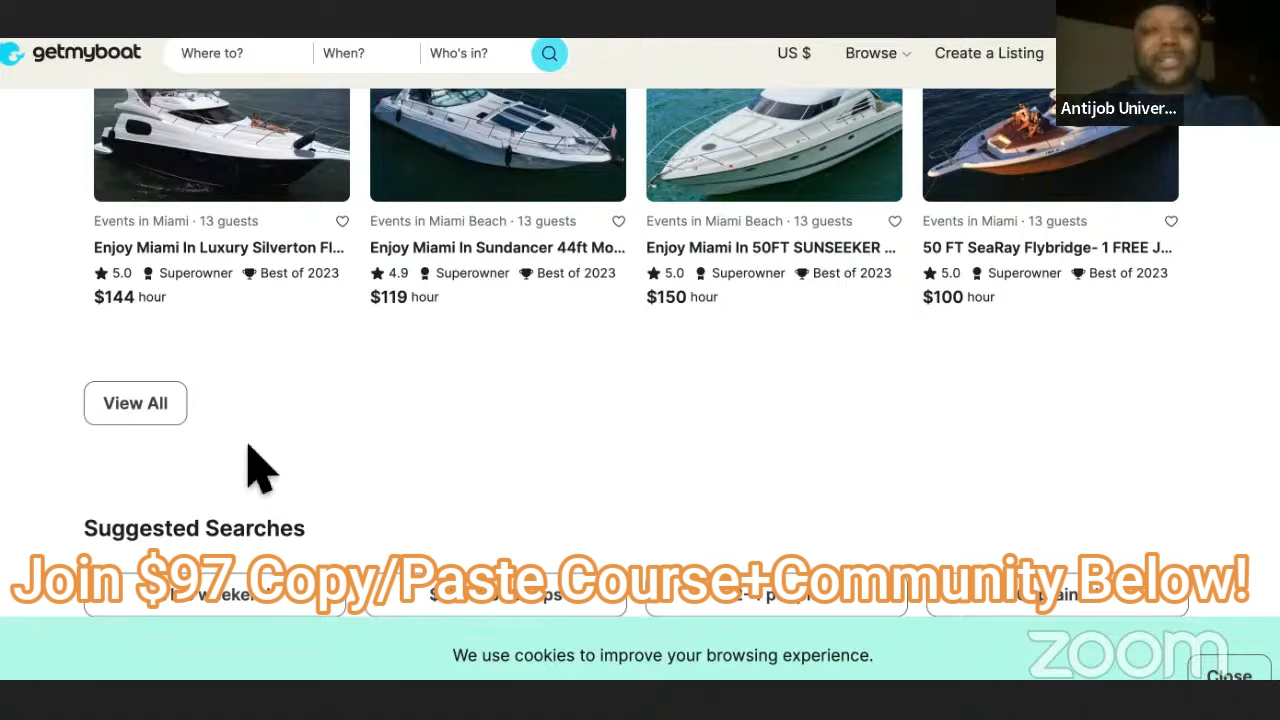 getmyboat
Where to?
When?
Who's in?
US $
Browse
Create a Listing
Antijob Univer...
Events in Miami · 13 guests
Enjoy Miami In Luxury Silverton Fl...
5.0 Superowner Best of 2023
$144 hour
Events in Miami Beach · 13 guests
Enjoy Miami In Sundancer 44ft Mo...
4.9 Superowner Best of 2023
$119 hour
Events in Miami Beach · 13 guests
Enjoy Miami In 50FT SUNSEEKER ...
5.0 Superowner Best of 2023
$150 hour
Events in Miami · 13 guests
50 FT SeaRay Flybridge- 1 FREE J...
5.0 Superowner Best of 2023
$100 hour
View All
Suggested Searches
Join $97 Copy/Paste Course+Community Below!
We use cookies to improve your browsing experience.
zoom
Close